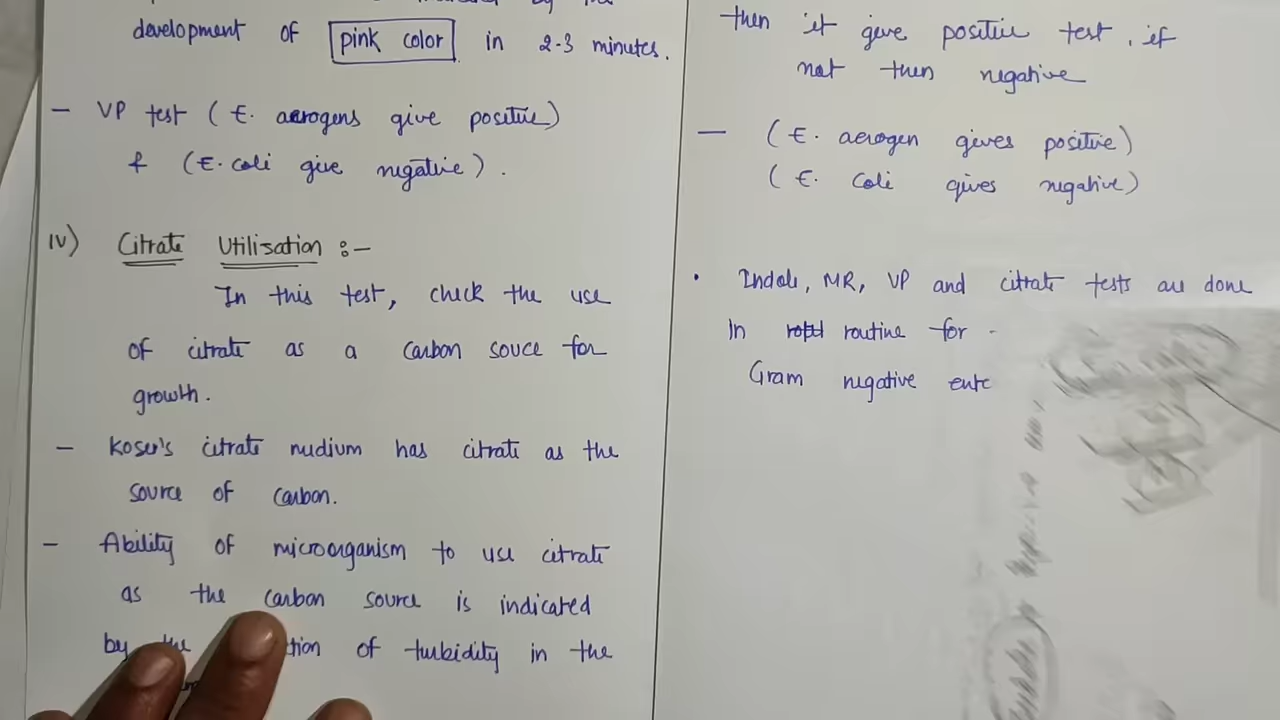 development of pink color in 2-3 minutes.
- VP test ( E. aerogens give positive)
& (E. coli give negative).
IV) Citrate Utilisation :-
In this test, check the use
of citrate as a carbon souce for
growth.
- Koser's citrate medium has citrate as the
source of carbon.
- Ability of microorganism to use citrate
as the carbon source is indicated
by the of turbidity in the
then it give positive test, if
not then negative
- (E. aerogen gives positive)
(E. coli gives negative)
• Indole, MR, VP and citrate tests are done
In routine for -
Gram negative ente